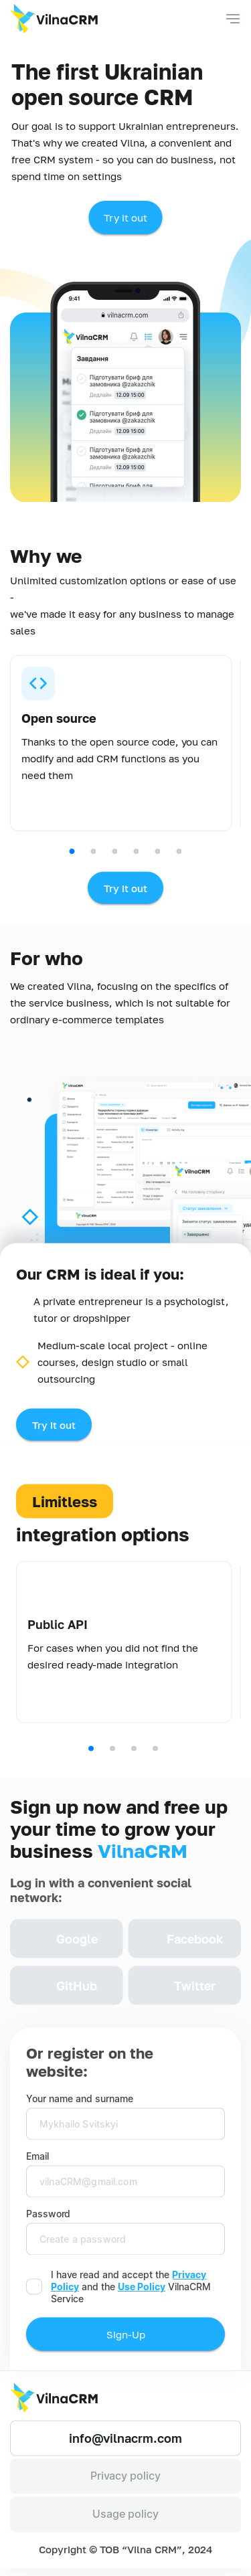 VilnaCRM
The first Ukrainian
open source CRM
Our goal is to support Ukrainian entrepreneurs.
That's why we created Vilna, a convenient and
free CRM system - so you can do business, not
spend time on settings
Try it out
9:41
vilnacrm.com
VilnaCRM
Завдання
Підготувати бриф для
замовника @zakazchik
Дедлайн 12.09 15:00
Підготувати бриф для
замовника @zakazchik
Дедлайн 12.09 15:00
Підготувати бриф для
замовника @zakazchik
Дедлайн 12.09 15:00
Підготувати бриф для
Why we
Unlimited customization options or ease of use
-
we've made it easy for any business to manage
sales
Open source
Thanks to the open source code, you can
modify and add CRM functions as you
need them
Try it out
For who
We created Vilna, focusing on the specifics of
the service business, which is not suitable for
ordinary e-commerce templates
VilnaCRM
VilnaCRM
Our CRM is ideal if you:
A private entrepreneur is a psychologist,
tutor or dropshipper
Medium-scale local project - online
courses, design studio or small
outsourcing
Try it out
Limitless
integration options
Public API
For cases when you did not find the
desired ready-made integration
Sign up now and free up
your time to grow your
business VilnaCRM
Log in with a convenient social
network:
Google
Facebook
GitHub
Twitter
Or register on the
website:
Your name and surname
Mykhailo Svitskyi
Email
vilnaCRM@gmail.com
Password
Create a password
I have read and accept the Privacy
Policy and the Use Policy VilnaCRM
Service
Sign-Up
VilnaCRM
info@vilnacrm.com
Privacy policy
Usage policy
Copyright © ТОВ “Vilna CRM”, 2024